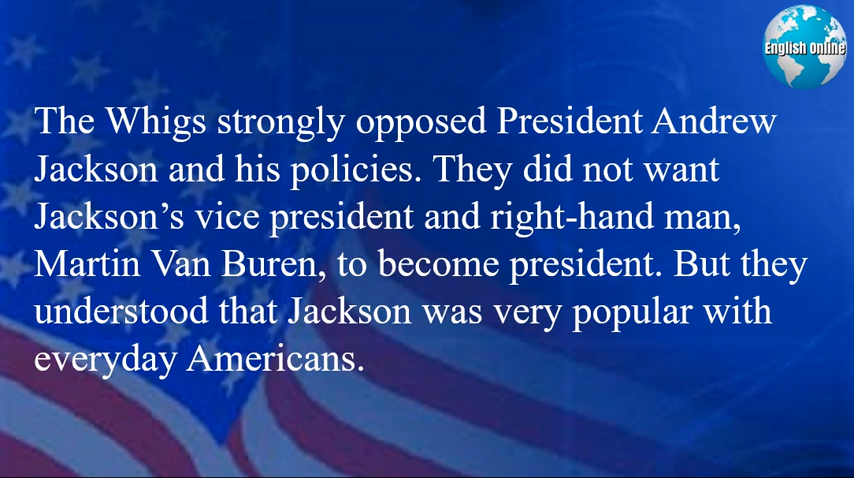 English Online
The Whigs strongly opposed President Andrew
Jackson and his policies. They did not want
Jackson’s vice president and right-hand man,
Martin Van Buren, to become president. But they
understood that Jackson was very popular with
everyday Americans.